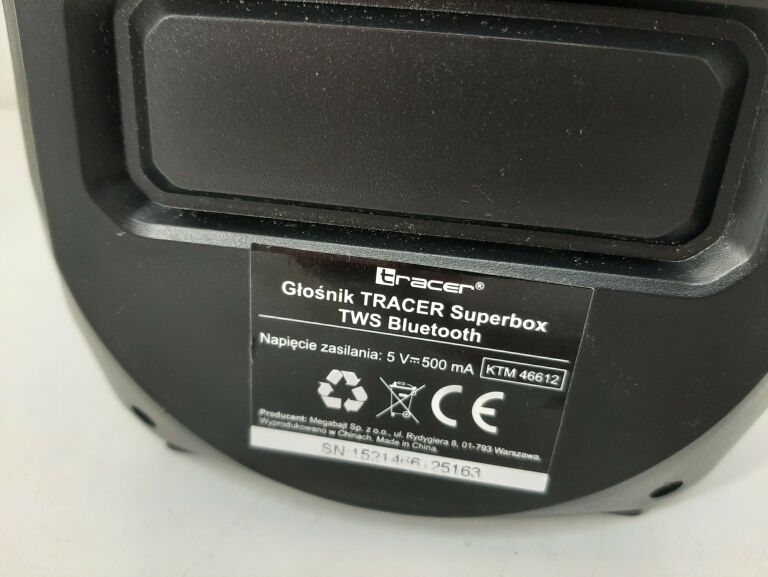 tracer®
Głośnik TRACER Superbox
TWS Bluetooth
Napięcie zasilania: 5 V⎓500 mA KTM 46612
CE
Producent: Megabajt Sp. z o.o., ul. Rydygiera 8, 01-793 Warszawa.
Wyprodukowano w Chinach. Made in China.